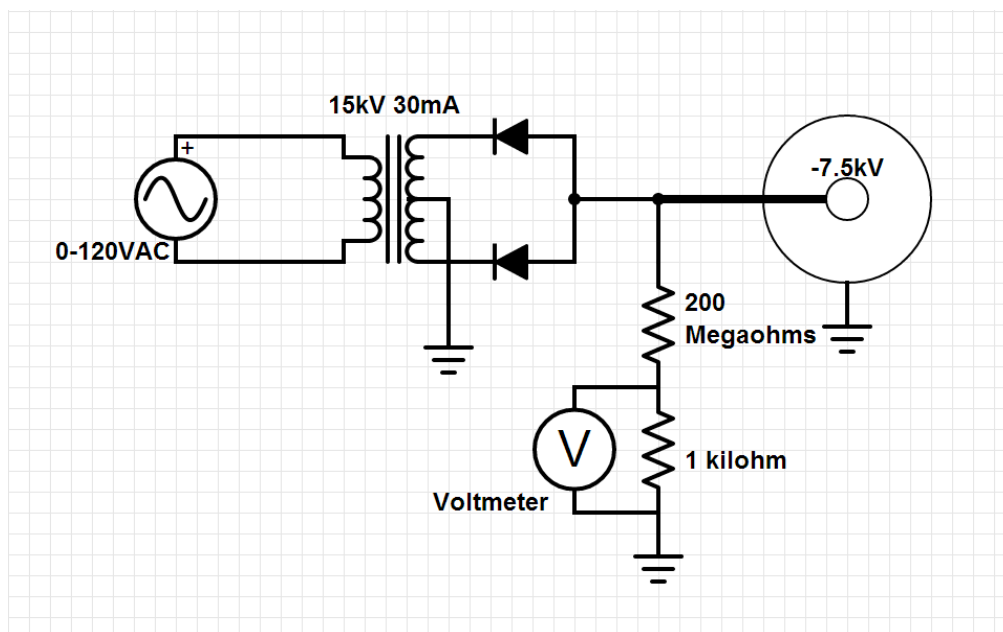 15kV 30mA
+
-7.5kV
0-120VAC
200
Megaohms
V
1 kilohm
Voltmeter